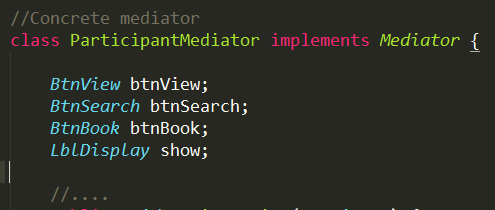 //Concrete mediator
class ParticipantMediator implements Mediator {
BtnView btnView;
BtnSearch btnSearch;
BtnBook btnBook;
LblDisplay show;
//....